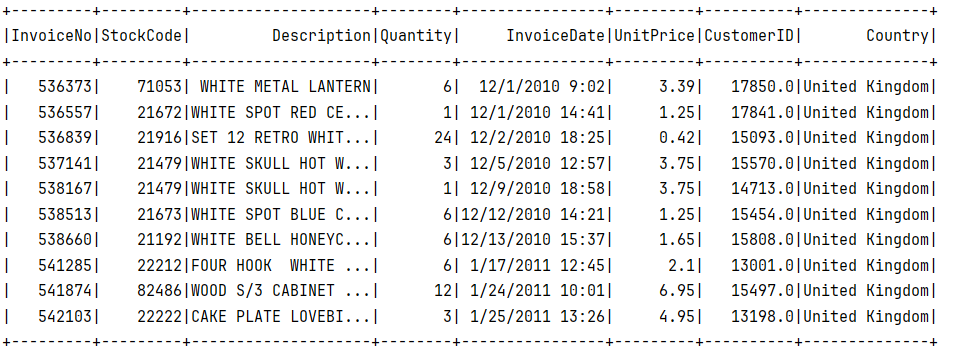 +---------+---------+--------------------+--------+----------------+---------+----------+--------------+
|InvoiceNo|StockCode|         Description|Quantity|     InvoiceDate|UnitPrice|CustomerID|       Country|
+---------+---------+--------------------+--------+----------------+---------+----------+--------------+
|   536373|    71053| WHITE METAL LANTERN|       6|  12/1/2010 9:02|     3.39|   17850.0|United Kingdom|
|   536557|    21672|WHITE SPOT RED CE...|       1| 12/1/2010 14:41|     1.25|   17841.0|United Kingdom|
|   536839|    21916|SET 12 RETRO WHIT...|      24| 12/2/2010 18:25|     0.42|   15093.0|United Kingdom|
|   537141|    21479|WHITE SKULL HOT W...|       3| 12/5/2010 12:57|     3.75|   15570.0|United Kingdom|
|   538167|    21479|WHITE SKULL HOT W...|       1| 12/9/2010 18:58|     3.75|   14713.0|United Kingdom|
|   538513|    21673|WHITE SPOT BLUE C...|       6|12/12/2010 14:21|     1.25|   15454.0|United Kingdom|
|   538660|    21192|WHITE BELL HONEYC...|       6|12/13/2010 15:37|     1.65|   15808.0|United Kingdom|
|   541285|    22212|FOUR HOOK  WHITE ...|       6| 1/17/2011 12:45|      2.1|   13001.0|United Kingdom|
|   541874|    82486|WOOD S/3 CABINET ...|      12| 1/24/2011 10:01|     6.95|   15497.0|United Kingdom|
|   542103|    22222|CAKE PLATE LOVEBI...|       3| 1/25/2011 13:26|     4.95|   13198.0|United Kingdom|
+---------+---------+--------------------+--------+----------------+---------+----------+--------------+